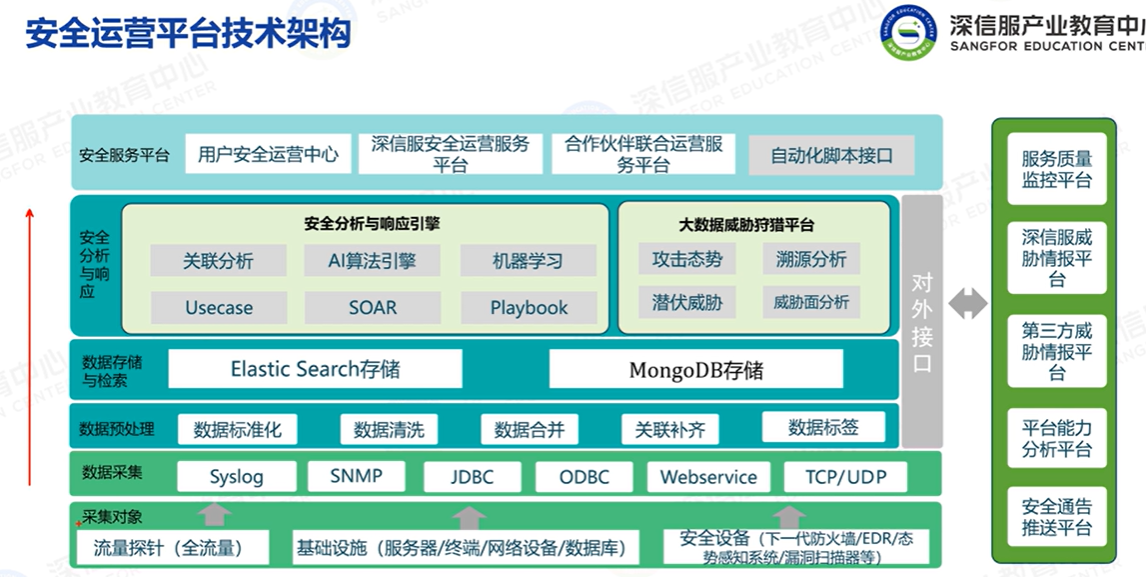 安全运营平台技术架构
深信服产业教育中
SANGFOR EDUCATION CENT
安全服务平台
用户安全运营中心
深信服安全运营服务
平台
合作伙伴联合运营服
务平台
自动化脚本接口
安全
分析
与响
应
安全分析与响应引擎
关联分析
AI算法引擎
机器学习
Usecase
SOAR
Playbook
大数据威胁狩猎平台
攻击态势
溯源分析
潜伏威胁
威胁面分析
对
外
接
口
数据存储
与检索
Elastic Search存储
MongoDB存储
数据预处理
数据标准化
数据清洗
数据合并
关联补齐
数据标签
数据采集
Syslog
SNMP
JDBC
ODBC
Webservice
TCP/UDP
采集对象
流量探针（全流量）
基础设施（服务器/终端/网络设备/数据库）
安全设备（下一代防火墙/EDR/态
势感知系统/漏洞扫描器等）
服务质量
监控平台
深信服威
胁情报平
台
第三方威
胁情报平
台
平台能力
分析平台
安全通告
推送平台